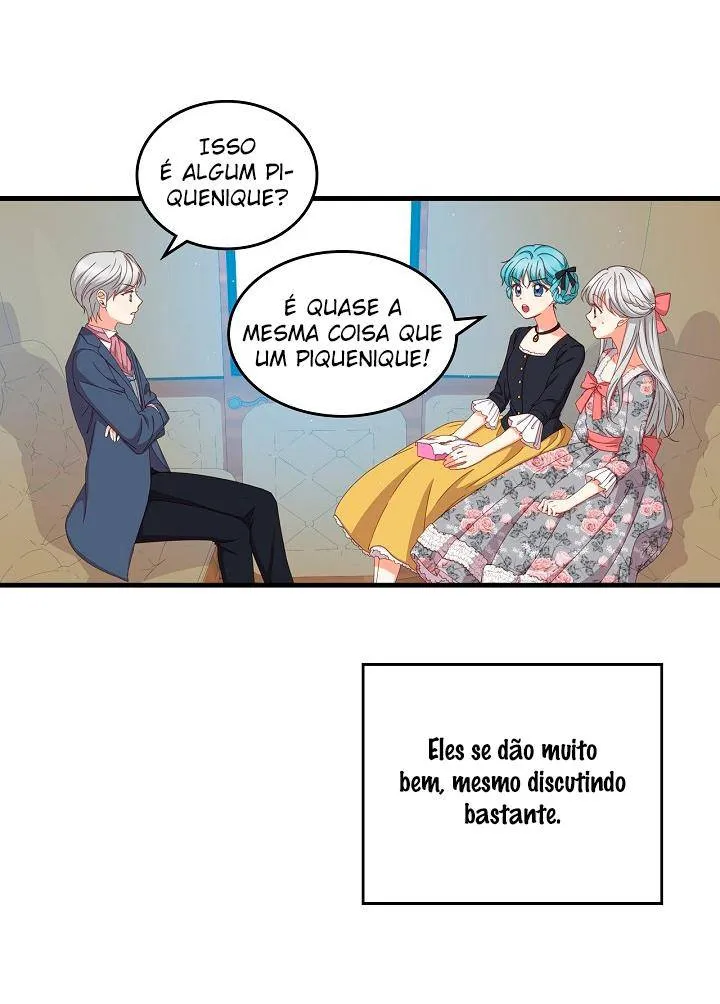 ISSO
É ALGUM PI-
QUENIQUE?
É QUASE A
MESMA COISA QUE
UM PIQUENIQUE!
Eles se dão muito
bem, mesmo discutindo
bastante.